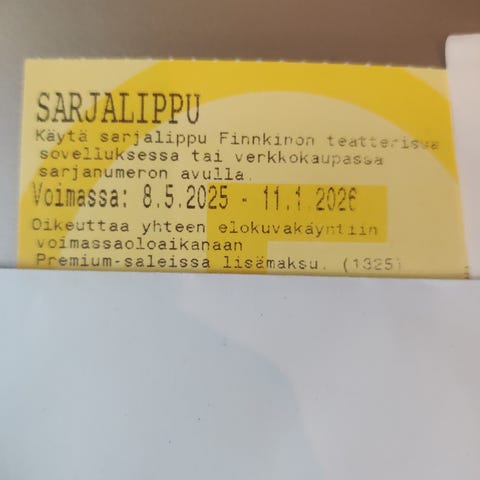 SARJALIPPU
Käytä sarjalippu Finnkinon teatterissa
sovelluksessa tai verkkokaupassa
sarjanumeron avulla.
Voimassa: 8.5.2025 - 11.1.2026
Oikeuttaa yhteen elokuvakäyntiin
voimassaoloaikanaan
Premium-saleissa lisämaksu. (1325)